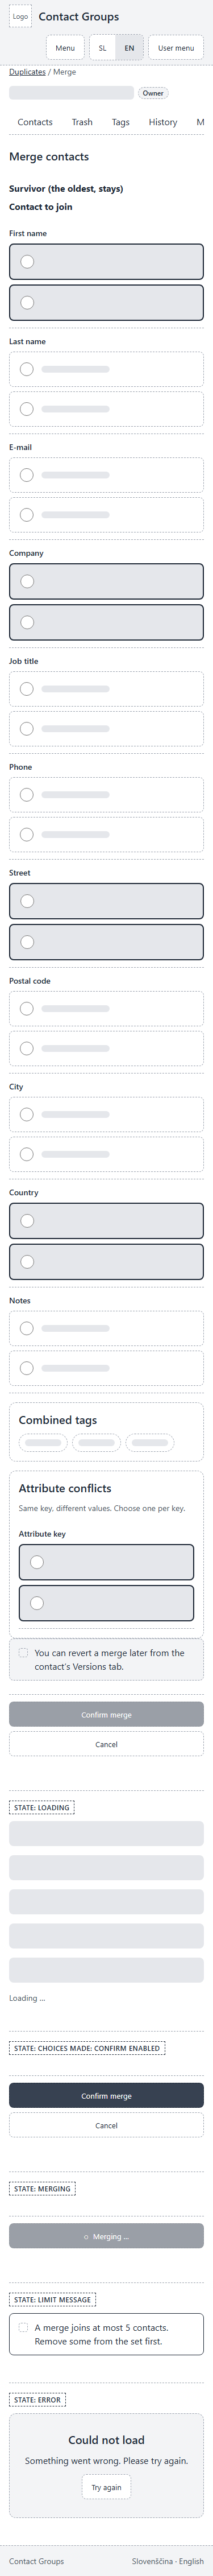 Logo
Contact Groups
Menu
SL
EN
User menu
Duplicates / Merge
Owner
Contacts
Trash
Tags
History
M
Merge contacts
Survivor (the oldest, stays)
Contact to join
First name
Last name
E-mail
Company
Job title
Phone
Street
Postal code
City
Country
Notes
Combined tags
Attribute conflicts
Same key, different values. Choose one per key.
Attribute key
You can revert a merge later from the
contact's Versions tab.
Confirm merge
Cancel
STATE: LOADING
Loading ...
STATE: CHOICES MADE: CONFIRM ENABLED
Confirm merge
Cancel
STATE: MERGING
Merging ...
STATE: LIMIT MESSAGE
A merge joins at most 5 contacts.
Remove some from the set first.
STATE: ERROR
Could not load
Something went wrong. Please try again.
Try again
Contact Groups
Slovenščina · English